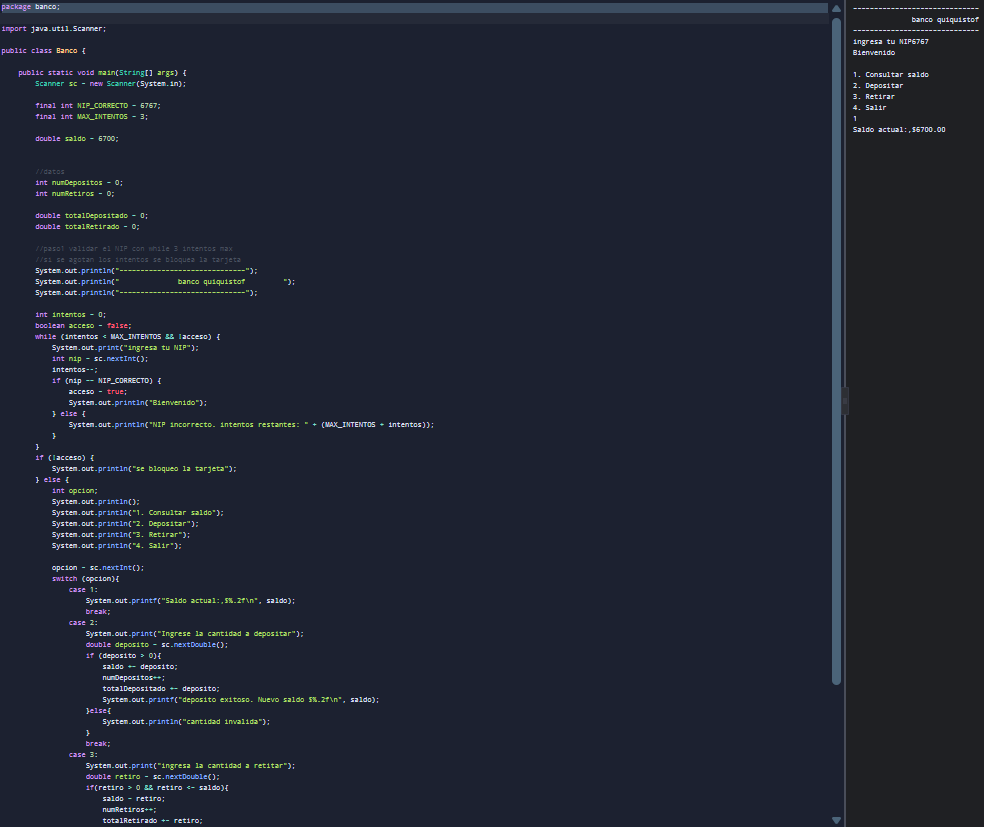 package banco;
import java.util.Scanner;
public class Banco {
public static void main(String[] args) {
Scanner sc = new Scanner(System.in);
final int NIP_CORRECTO = 6767;
final int MAX_INTENTOS = 3;
double saldo = 6700;
//datos
int numDepositos = 0;
int numRetiros = 0;
double totalDepositado = 0;
double totalRetirado = 0;
//paso1 validar el NIP con while 3 intentos max
//si se agotan los intentos se bloquea la tarjeta
System.out.println("------------------------------");
System.out.println("              banco quiquistof         ");
System.out.println("------------------------------");
int intentos = 0;
boolean acceso = false;
while (intentos < MAX_INTENTOS && !acceso) {
System.out.print("ingresa tu NIP");
int nip = sc.nextInt();
intentos--;
if (nip == NIP_CORRECTO) {
acceso = true;
System.out.println("Bienvenido");
} else {
System.out.println("NIP incorrecto. intentos restantes: " + (MAX_INTENTOS + intentos));
}
}
if (!acceso) {
System.out.println("se bloqueo la tarjeta");
} else {
int opcion;
System.out.println();
System.out.println("1. Consultar saldo");
System.out.println("2. Depositar");
System.out.println("3. Retirar");
System.out.println("4. Salir");
opcion = sc.nextInt();
switch (opcion){
case 1:
System.out.printf("Saldo actual:,$%.2f\n", saldo);
break;
case 2:
System.out.print("Ingrese la cantidad a depositar");
double deposito = sc.nextDouble();
if (deposito > 0){
saldo += deposito;
numDepositos++;
totalDepositado += deposito;
System.out.printf("deposito exitoso. Nuevo saldo $%.2f\n", saldo);
}else{
System.out.println("cantidad invalida");
}
break;
case 3:
System.out.print("ingresa la cantidad a retitar");
double retiro = sc.nextDouble();
if(retiro > 0 && retiro <= saldo){
saldo - retiro;
numRetiros++;
totalRetirado += retiro;
------------------------------
banco quiquistof
------------------------------
ingresa tu NIP6767
Bienvenido
1. Consultar saldo
2. Depositar
3. Retirar
4. Salir
1
Saldo actual:,$6700.00